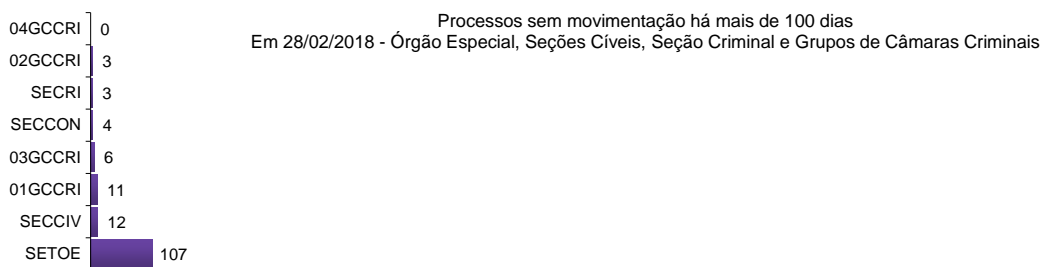 Processos sem movimentação há mais de 100 dias
Em 28/02/2018 - Órgão Especial, Seções Cíveis, Seção Criminal e Grupos de Câmaras Criminais
04GCCRI 0
02GCCRI 3
SECRI 3
SECCON 4
03GCCRI 6
01GCCRI 11
SECCIV 12
SETOE 107